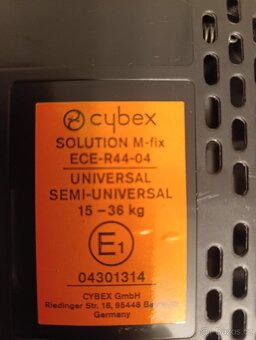 cybex
SOLUTION M-fix
ECE-R44-04
UNIVERSAL
SEMI-UNIVERSAL
15 – 36 kg
E1
04301314
CYBEX GmbH
Riedinger Str. 18, 95448
Germany